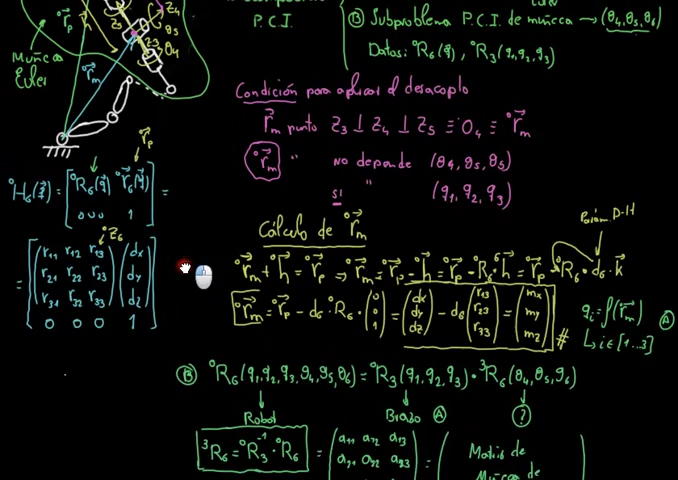 P.C.I.
Muñeca
Euler
(B) Subproblema P.C.I. de muñeca → (θ4, θ5, θ6)
Datos: ⁰R6(q⃗), ⁰R3(q1,q2,q3)
Condición para aplicar el desacoplo
r⃗m punto Z3 ⊥ Z4 ⊥ Z5 ≡ O4 ≡ ⁰r⃗m
⁰r⃗m " no depende (θ4, θ5, θ5)
sí " (q1, q2, q3)
⁰r⃗p
⁰H6(q⃗) = [ ⁰R6(q⃗) ⁰r⃗6(q⃗) ] =
0 0 0 1
⁰Z6
= r11 r12 r13 dx
r21 r22 r23 dy
r31 r32 r33 dz
0 0 0 1
Cálculo de ⁰r⃗m
Parám. D-H
⁰r⃗m + ⁰h⃗ = ⁰r⃗p ⇒ ⁰r⃗m = ⁰r⃗p - ⁰h⃗ = ⁰r⃗p - ⁰R6·⁶h⃗ = ⁰r⃗p - ⁰R6·d6·k⃗
⁰r⃗m = ⁰r⃗p - d6·⁰R6·(0 0 1) = (dx dy dz) - d6(r13 r23 r33) = (mx my mz) #
qi = f(r⃗m) (A)
↳ i∈[1...3]
(B) ⁰R6(q1,q2,q3,q4,q5,θ6) = ⁰R3(q1,q2,q3)·³R6(θ4,θ5,θ6)
Robot Brazo (A) (?)
³R6 = ⁰R3⁻¹·⁰R6 = a11 a12 a13 = Matriz de
a21 a22 a23 Muñeca de